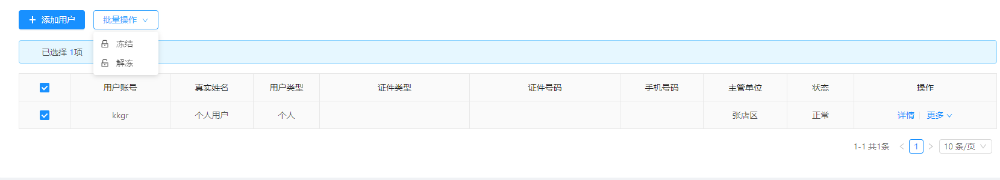 添加用户 批量操作
冻结
已选择 1项
解冻
用户账号 真实姓名 用户类型 证件类型 证件号码 手机号码 主管单位 状态 操作
kkgr 个人用户 个人 张店区 正常 详情 更多
1-1 共1条 1 10 条/页